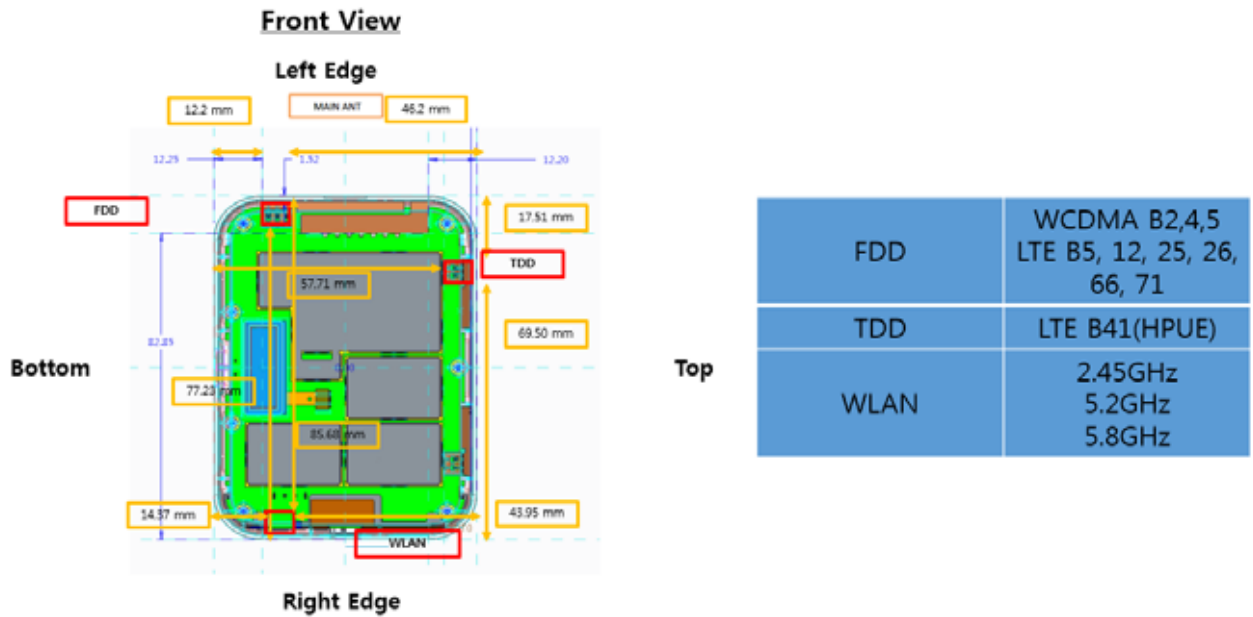 Front View
Left Edge
12.2 mm
MAIN ANT
46.2 mm
12.25
1.52
12.20
FDD
17.51 mm
TDD
57.71 mm
69.50 mm
82.85
Bottom
Top
77.23 mm
85.68 mm
14.37 mm
43.95 mm
WLAN
Right Edge
FDD
WCDMA B2,4,5
LTE B5, 12, 25, 26,
66, 71
TDD
LTE B41(HPUE)
WLAN
2.45GHz
5.2GHz
5.8GHz